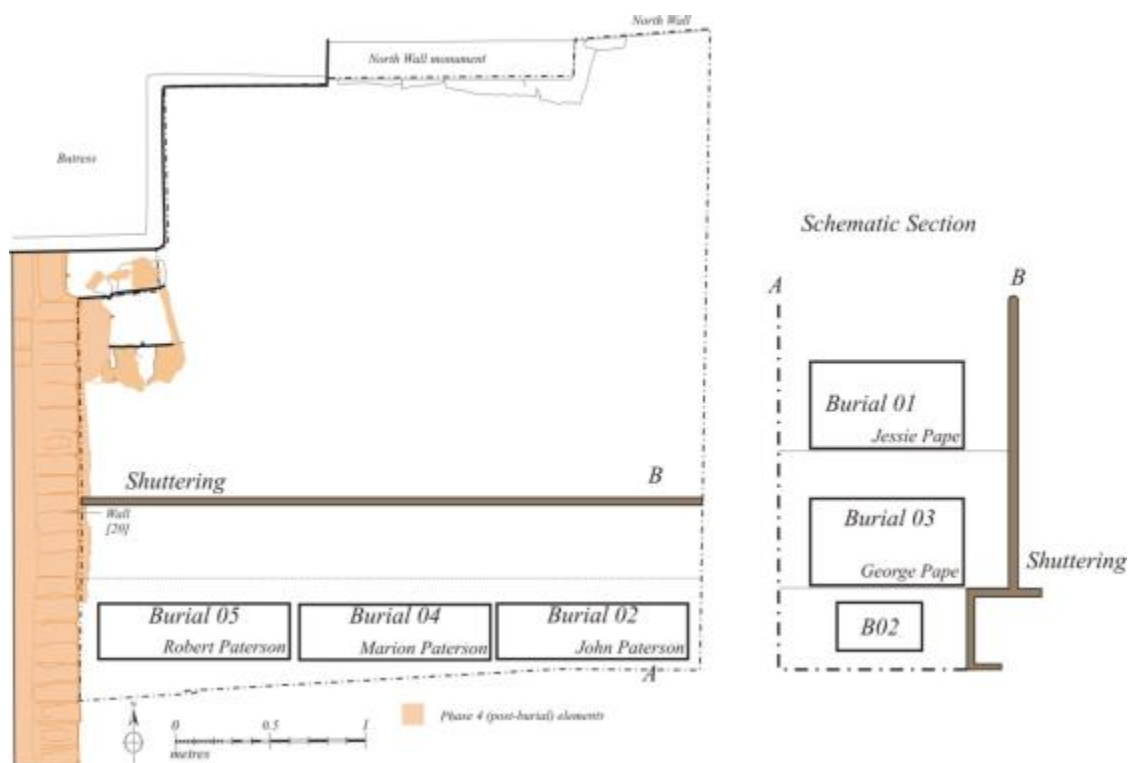 North Wall
North Wall monument
Butress
Schematic Section
A
B
Burial 01
Jessie Pape
Shuttering
B
Wall
[20]
Burial 03
George Pape
Shuttering
Burial 05
Burial 04
Burial 02
Robert Paterson
Marion Paterson
John Paterson
B02
A
N
0
0.5
1
metres
Phase 4 (post-burial) elements